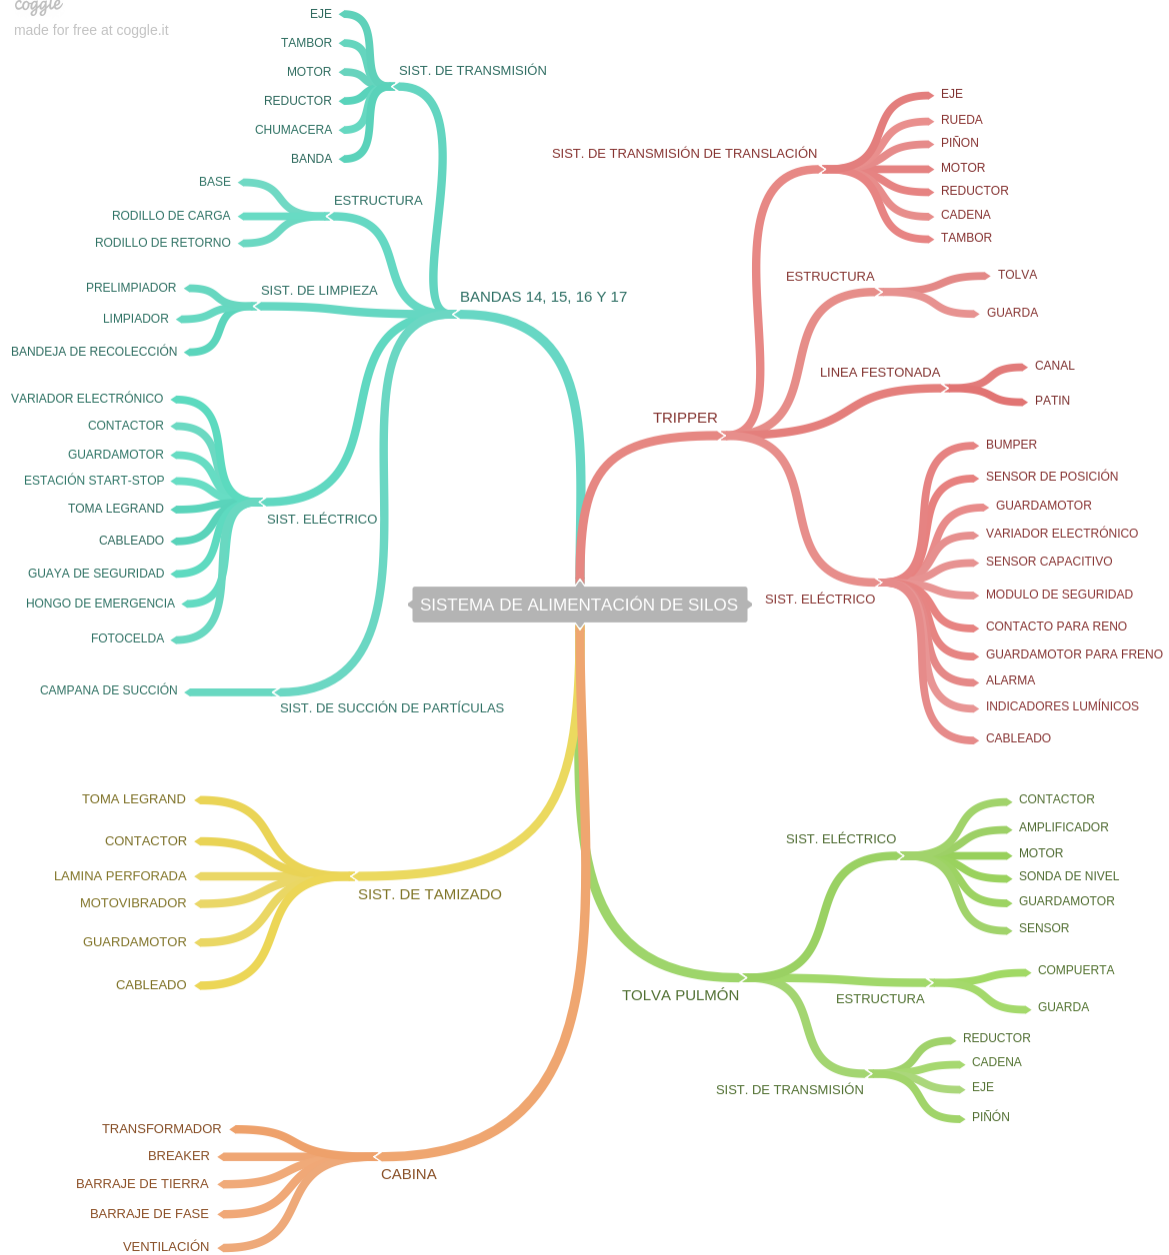 coggle
made for free at coggle.it
SISTEMA DE ALIMENTACIÓN DE SILOS
BANDAS 14, 15, 16 Y 17
SIST. DE TRANSMISIÓN
EJE
TAMBOR
MOTOR
REDUCTOR
CHUMACERA
BANDA
ESTRUCTURA
BASE
RODILLO DE CARGA
RODILLO DE RETORNO
SIST. DE LIMPIEZA
PRELIMPIADOR
LIMPIADOR
BANDEJA DE RECOLECCIÓN
SIST. ELÉCTRICO
VARIADOR ELECTRÓNICO
CONTACTOR
GUARDAMOTOR
ESTACIÓN START-STOP
TOMA LEGRAND
CABLEADO
GUAYA DE SEGURIDAD
HONGO DE EMERGENCIA
FOTOCELDA
SIST. DE SUCCIÓN DE PARTÍCULAS
CAMPANA DE SUCCIÓN
TRIPPER
SIST. DE TRANSMISIÓN DE TRANSLACIÓN
EJE
RUEDA
PIÑON
MOTOR
REDUCTOR
CADENA
TAMBOR
ESTRUCTURA
TOLVA
GUARDA
LINEA FESTONADA
CANAL
PATIN
SIST. ELÉCTRICO
BUMPER
SENSOR DE POSICIÓN
GUARDAMOTOR
VARIADOR ELECTRÓNICO
SENSOR CAPACITIVO
MODULO DE SEGURIDAD
CONTACTO PARA RENO
GUARDAMOTOR PARA FRENO
ALARMA
INDICADORES LUMÍNICOS
CABLEADO
SIST. DE TAMIZADO
TOMA LEGRAND
CONTACTOR
LAMINA PERFORADA
MOTOVIBRADOR
GUARDAMOTOR
CABLEADO
TOLVA PULMÓN
SIST. ELÉCTRICO
CONTACTOR
AMPLIFICADOR
MOTOR
SONDA DE NIVEL
GUARDAMOTOR
SENSOR
ESTRUCTURA
COMPUERTA
GUARDA
SIST. DE TRANSMISIÓN
REDUCTOR
CADENA
EJE
PIÑÓN
CABINA
TRANSFORMADOR
BREAKER
BARRAJE DE TIERRA
BARRAJE DE FASE
VENTILACIÓN